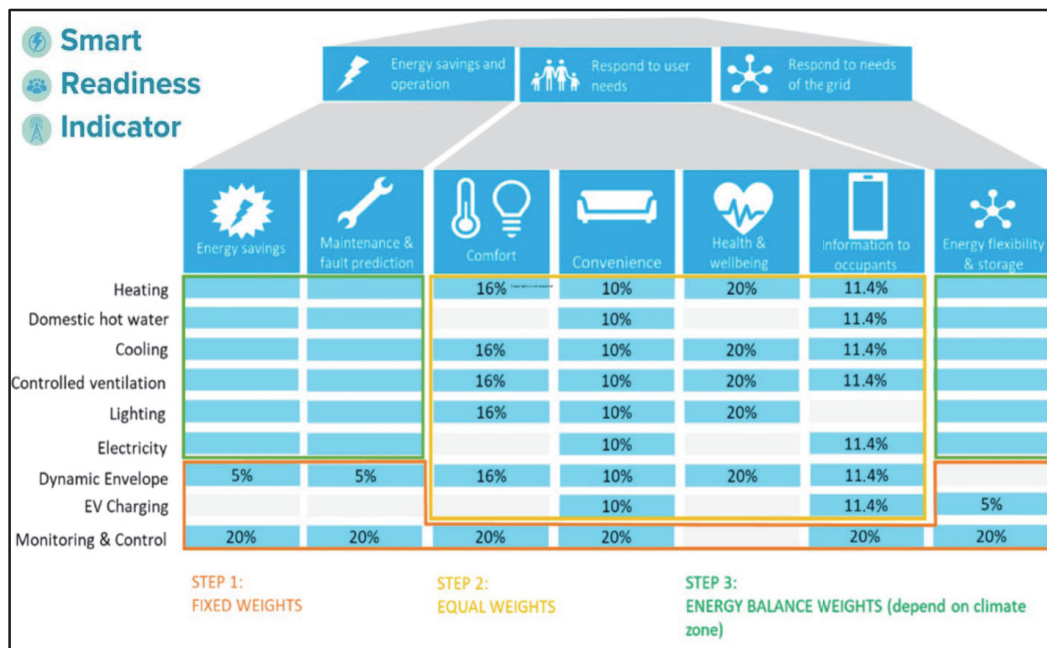 Smart
Readiness
Indicator
Energy savings and
operation
Respond to user
needs
Respond to needs
of the grid
Energy savings
Maintenance &
fault prediction
Comfort
Convenience
Health &
wellbeing
Information to
occupants
Energy flexibility
& storage
Heating 16% 10% 20% 11.4%
Domestic hot water 10% 11.4%
Cooling 16% 10% 20% 11.4%
Controlled ventilation 16% 10% 20% 11.4%
Lighting 16% 10% 20%
Electricity 10% 11.4%
Dynamic Envelope 5% 5% 16% 10% 20% 11.4%
EV Charging 10% 11.4% 5%
Monitoring & Control 20% 20% 20% 20% 20% 20%
STEP 1:
FIXED WEIGHTS
STEP 2:
EQUAL WEIGHTS
STEP 3:
ENERGY BALANCE WEIGHTS (depend on climate
zone)